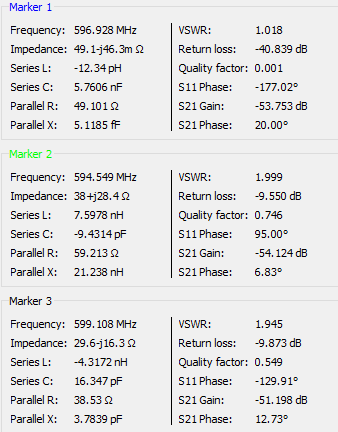 Marker 1
Frequency: 596.928 MHz VSWR: 1.018
Impedance: 49.1-j46.3m Ω Return loss: -40.839 dB
Series L: -12.34 pH Quality factor: 0.001
Series C: 5.7606 nF S11 Phase: -177.02°
Parallel R: 49.101 Ω S21 Gain: -53.753 dB
Parallel X: 5.1185 fF S21 Phase: 20.00°
Marker 2
Frequency: 594.549 MHz VSWR: 1.999
Impedance: 38+j28.4 Ω Return loss: -9.550 dB
Series L: 7.5978 nH Quality factor: 0.746
Series C: -9.4314 pF S11 Phase: 95.00°
Parallel R: 59.213 Ω S21 Gain: -54.124 dB
Parallel X: 21.238 nH S21 Phase: 6.83°
Marker 3
Frequency: 599.108 MHz VSWR: 1.945
Impedance: 29.6-j16.3 Ω Return loss: -9.873 dB
Series L: -4.3172 nH Quality factor: 0.549
Series C: 16.347 pF S11 Phase: -129.91°
Parallel R: 38.53 Ω S21 Gain: -51.198 dB
Parallel X: 3.7839 pF S21 Phase: 12.73°